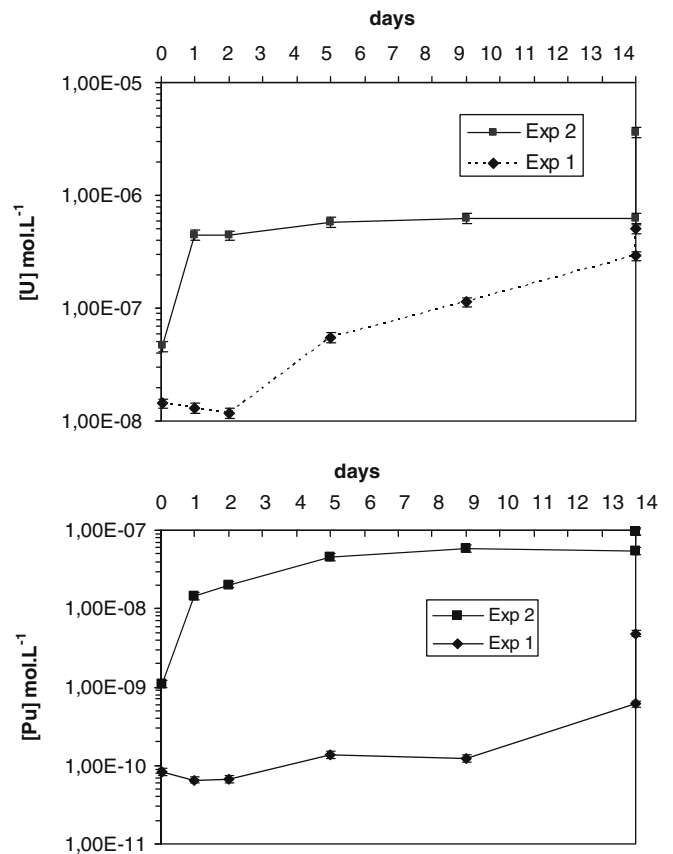 days
0 1 2 3 4 5 6 7 8 9 10 11 12 13 14
1,00E-05
1,00E-06
1,00E-07
1,00E-08
[U] mol.L-1
Exp 2
Exp 1
days
0 1 2 3 4 5 6 7 8 9 10 11 12 13 14
1,00E-07
1,00E-08
1,00E-09
1,00E-10
1,00E-11
[Pu] mol.L-1
Exp 2
Exp 1